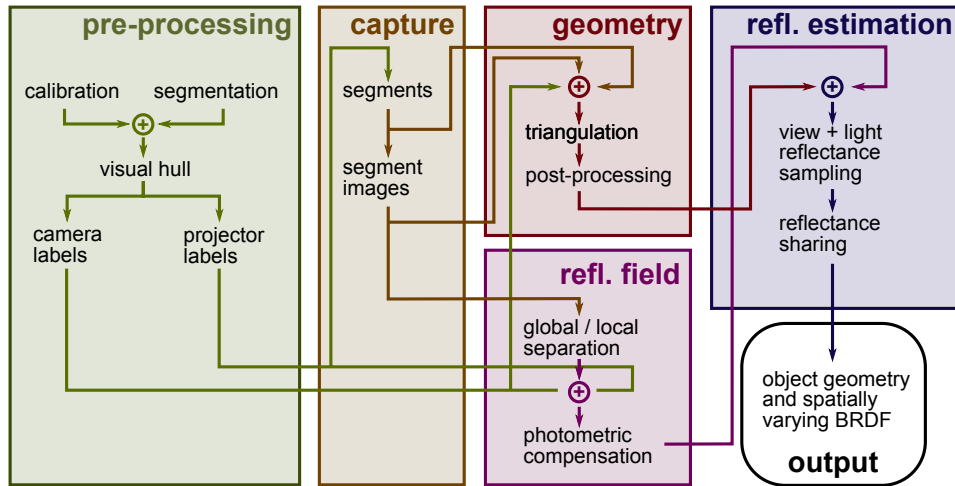 pre-processing
calibration
segmentation
visual hull
camera
labels
projector
labels
capture
segments
segment
images
geometry
triangulation
post-processing
refl. field
global / local
separation
photometric
compensation
refl. estimation
view + light
reflectance
sampling
reflectance
sharing
object geometry
and spatially
varying BRDF
output